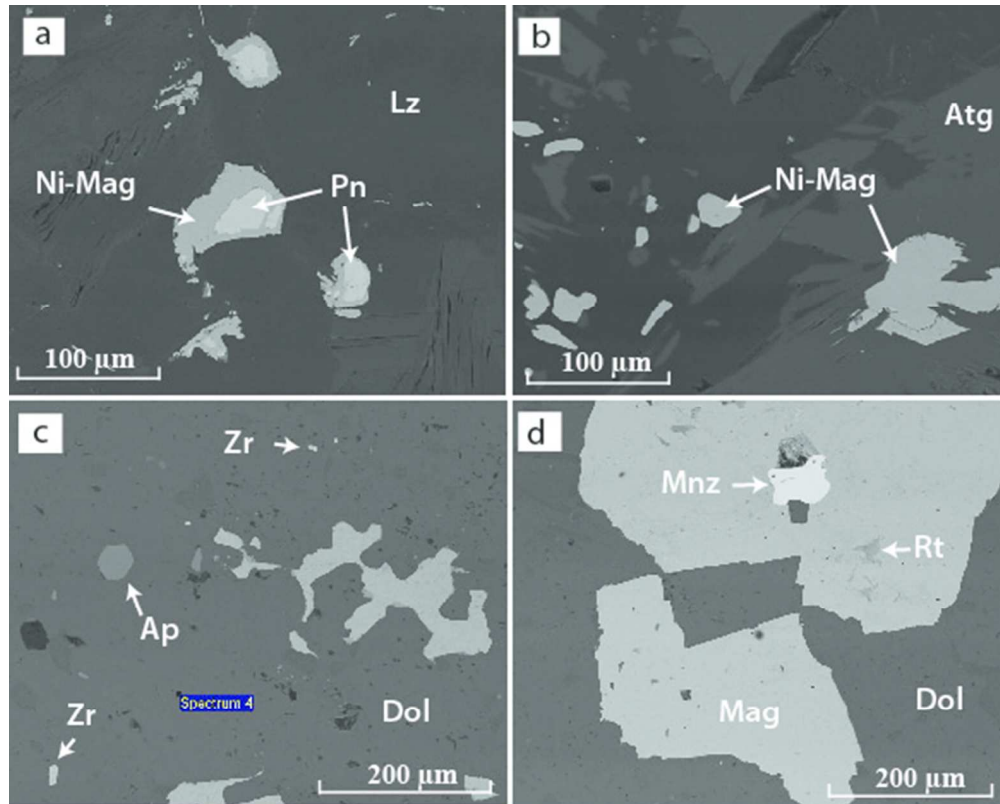 a
Lz
Ni-Mag
Pn
100 µm
b
Atg
Ni-Mag
100 µm
c
Zr
Ap
Spectrum 4
Zr
Dol
200 µm
d
Mnz
Rt
Mag
Dol
200 µm